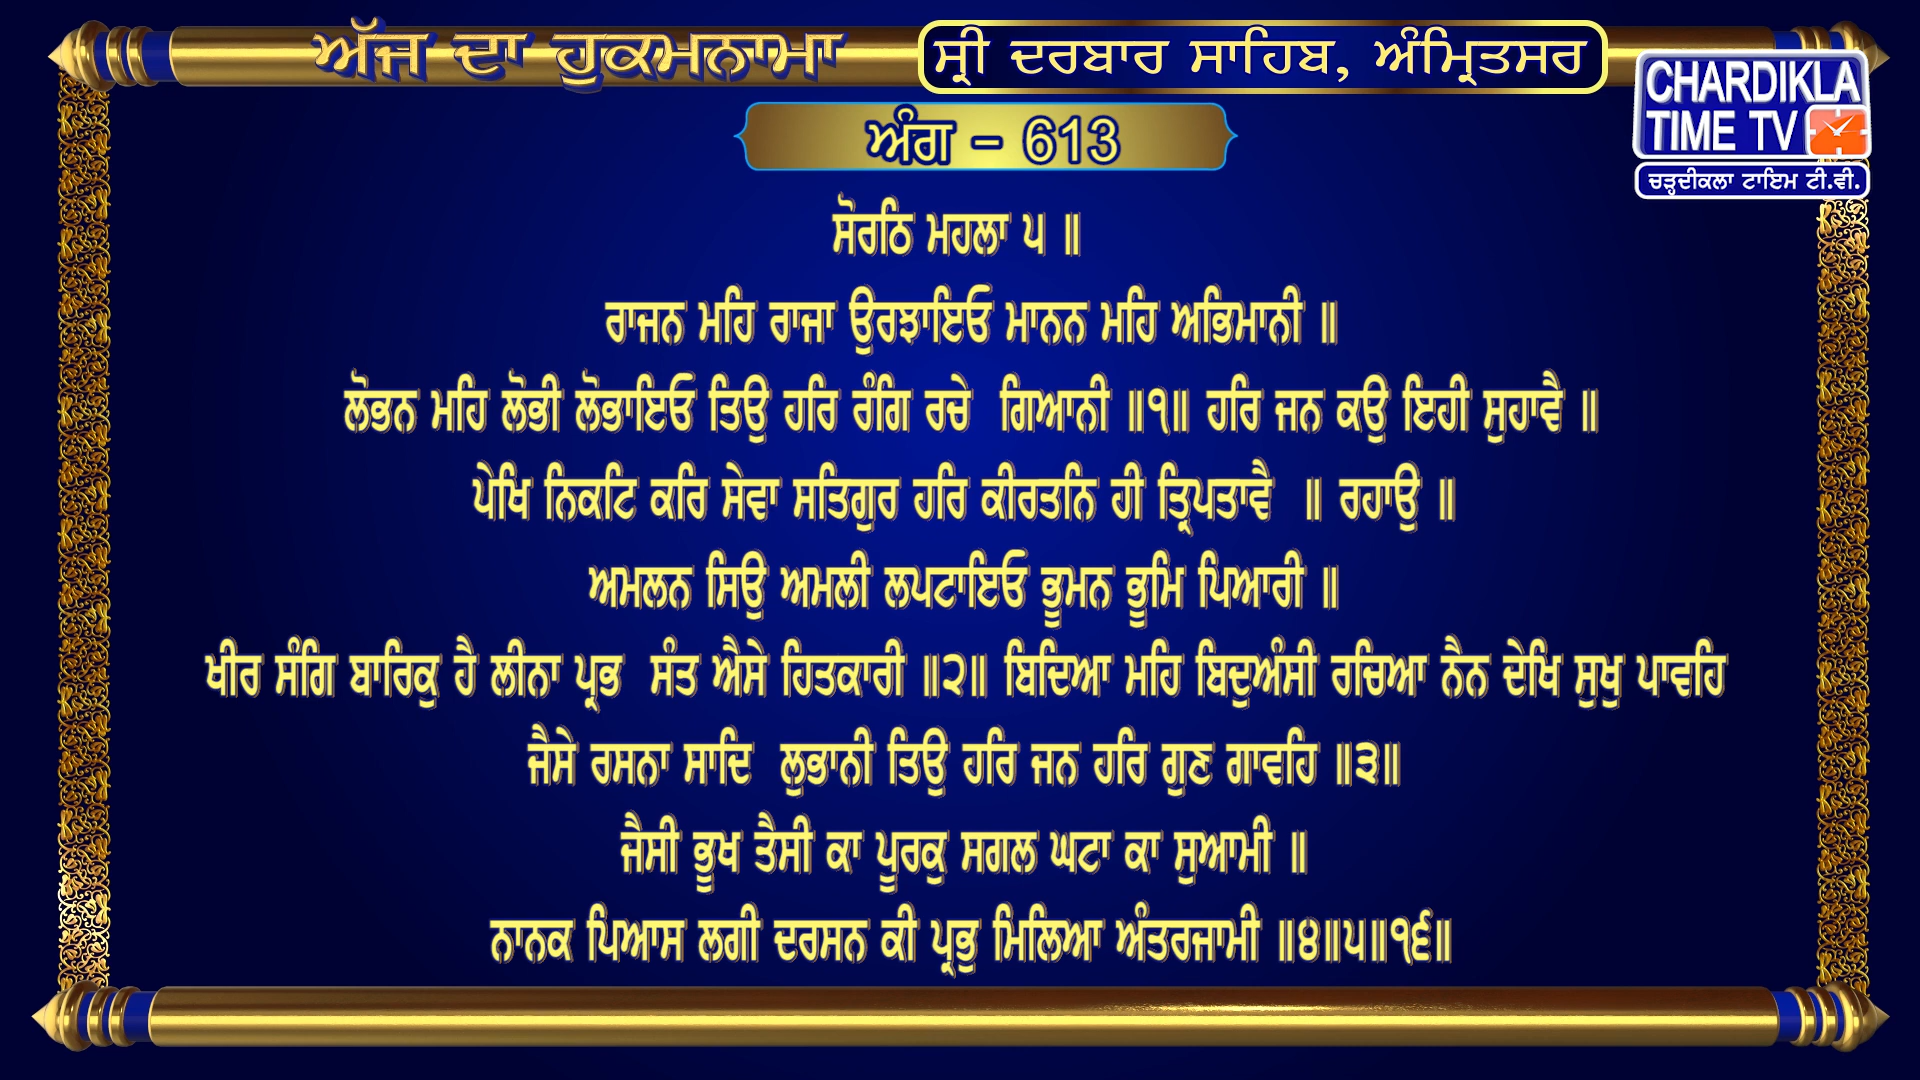 ਅੱਜ ਦਾ ਹੁਕਮਨਾਮਾ
ਸ੍ਰੀ ਦਰਬਾਰ ਸਾਹਿਬ, ਅੰਮ੍ਰਿਤਸਰ
CHARDIKLA
TIME TV
ਚੜ੍ਹਦੀਕਲਾ ਟਾਇਮ ਟੀ.ਵੀ.
ਅੰਗ – 613
ਸੋਰਠਿ ਮਹਲਾ ੫ ॥
ਰਾਜਨ ਮਹਿ ਰਾਜਾ ਉਰਝਾਇਓ ਮਾਨਨ ਮਹਿ ਅਭਿਮਾਨੀ ॥
ਲੋਭਨ ਮਹਿ ਲੋਭੀ ਲੋਭਾਇਓ ਤਿਉ ਹਰਿ ਰੰਗਿ ਰਚੇ ਗਿਆਨੀ ॥੧॥ ਹਰਿ ਜਨ ਕਉ ਇਹੀ ਸੁਹਾਵੈ ॥
ਪੇਖਿ ਨਿਕਟਿ ਕਰਿ ਸੇਵਾ ਸਤਿਗੁਰ ਹਰਿ ਕੀਰਤਨਿ ਹੀ ਤ੍ਰਿਪਤਾਵੈ ॥ ਰਹਾਉ ॥
ਅਮਲਨ ਸਿਉ ਅਮਲੀ ਲਪਟਾਇਓ ਭੂਮਨ ਭੂਮਿ ਪਿਆਰੀ ॥
ਖੀਰ ਸੰਗਿ ਬਾਰਿਕੁ ਹੈ ਲੀਨਾ ਪ੍ਰਭ ਸੰਤ ਐਸੇ ਹਿਤਕਾਰੀ ॥੨॥ ਬਿਦਿਆ ਮਹਿ ਬਿਦੁਅੰਸੀ ਰਚਿਆ ਨੈਨ ਦੇਖਿ ਸੁਖੁ ਪਾਵਹਿ
ਜੈਸੇ ਰਸਨਾ ਸਾਦਿ ਲੁਭਾਨੀ ਤਿਉ ਹਰਿ ਜਨ ਹਰਿ ਗੁਣ ਗਾਵਹਿ ॥੩॥
ਜੈਸੀ ਭੂਖ ਤੈਸੀ ਕਾ ਪੂਰਕੁ ਸਗਲ ਘਟਾ ਕਾ ਸੁਆਮੀ ॥
ਨਾਨਕ ਪਿਆਸ ਲਗੀ ਦਰਸਨ ਕੀ ਪ੍ਰਭੁ ਮਿਲਿਆ ਅੰਤਰਜਾਮੀ ॥੪॥੫॥੧੬॥